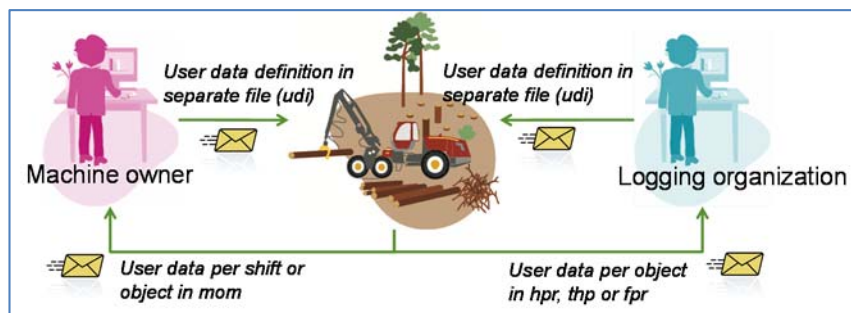 User data definition in
separate file (udi)
User data definition in
separate file (udi)
Machine owner
Logging organization
User data per shift or
object in mom
User data per object
in hpr, thp or fpr